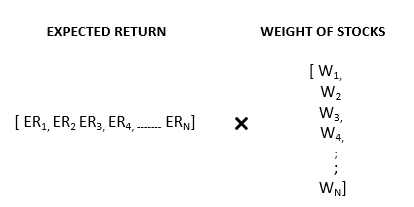 EXPECTED RETURN
WEIGHT OF STOCKS
[ ER1, ER2 ER3, ER4, ------- ERN]
×
[ W1,
W2
W3,
W4,
;
;
WN]